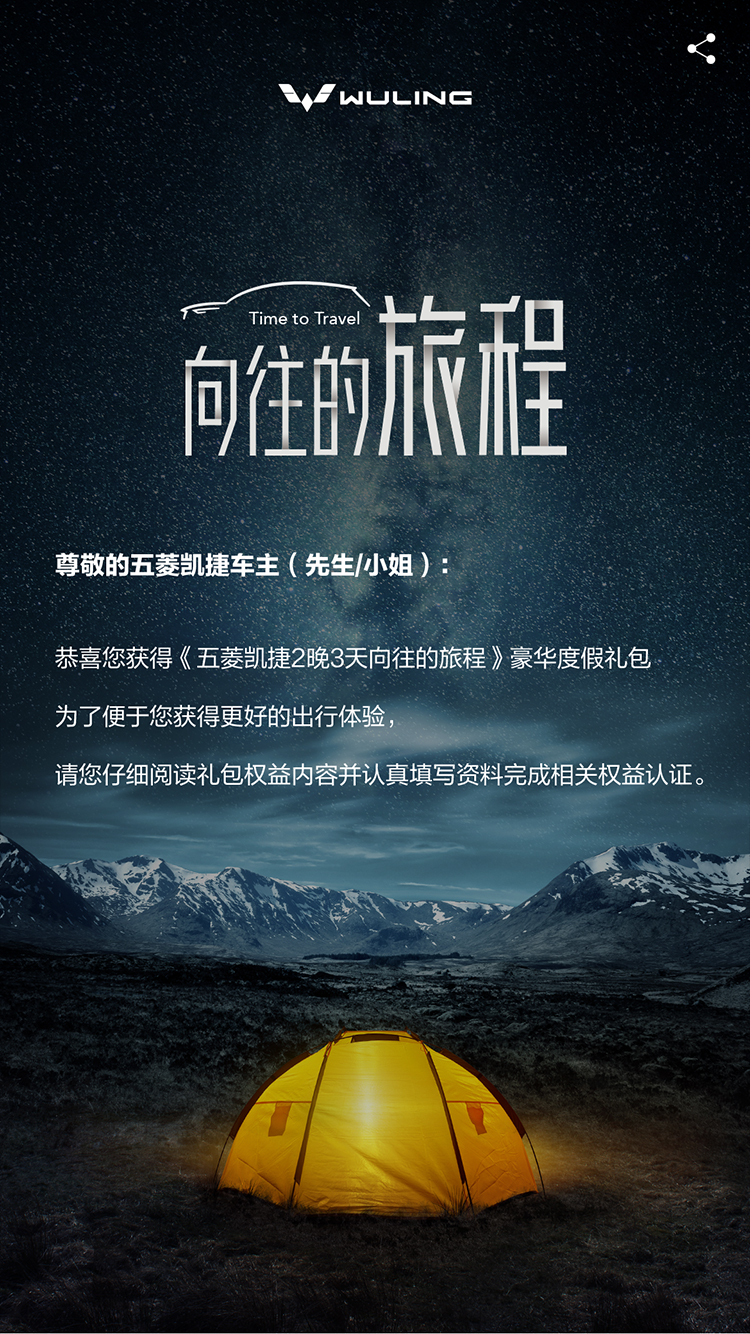 WULING
Time to Travel
向往的旅程
尊敬的五菱凯捷车主（先生/小姐）：
恭喜您获得《五菱凯捷2晚3天向往的旅程》豪华度假礼包
为了便于您获得更好的出行体验，
请您仔细阅读礼包权益内容并认真填写资料完成相关权益认证。